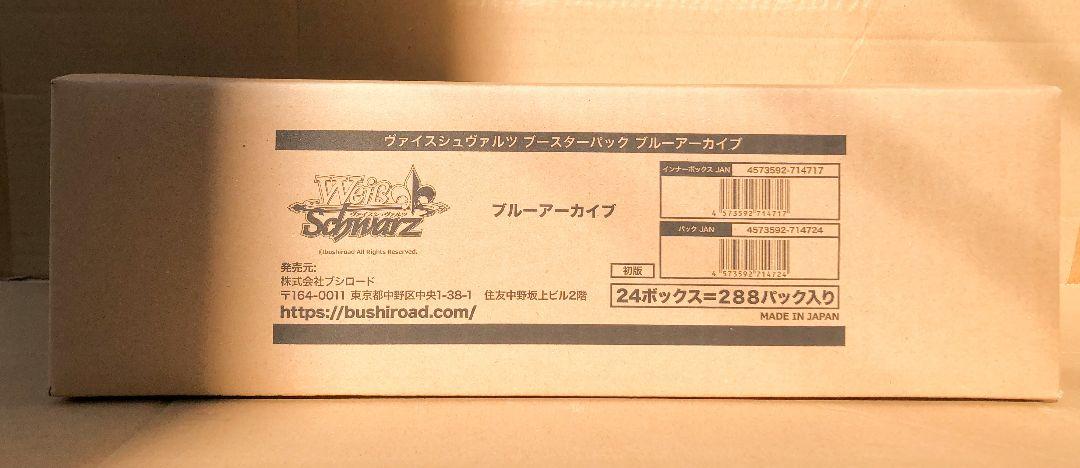 ヴァイスシュヴァルツ ブースターパック ブルーアーカイブ
Weiß
ヴァイスシュヴァルツ
Schwarz
©bushiroad All Rights Reserved.
ブルーアーカイブ
インナーボックス JAN 4573592-714717
4 573592 714717
パック JAN 4573592-714724
4 573592 714724
発売元:
株式会社ブシロード
〒164-0011 東京都中野区中央1-38-1 住友中野坂上ビル2階
https://bushiroad.com/
初版
24ボックス=288パック入り
MADE IN JAPAN